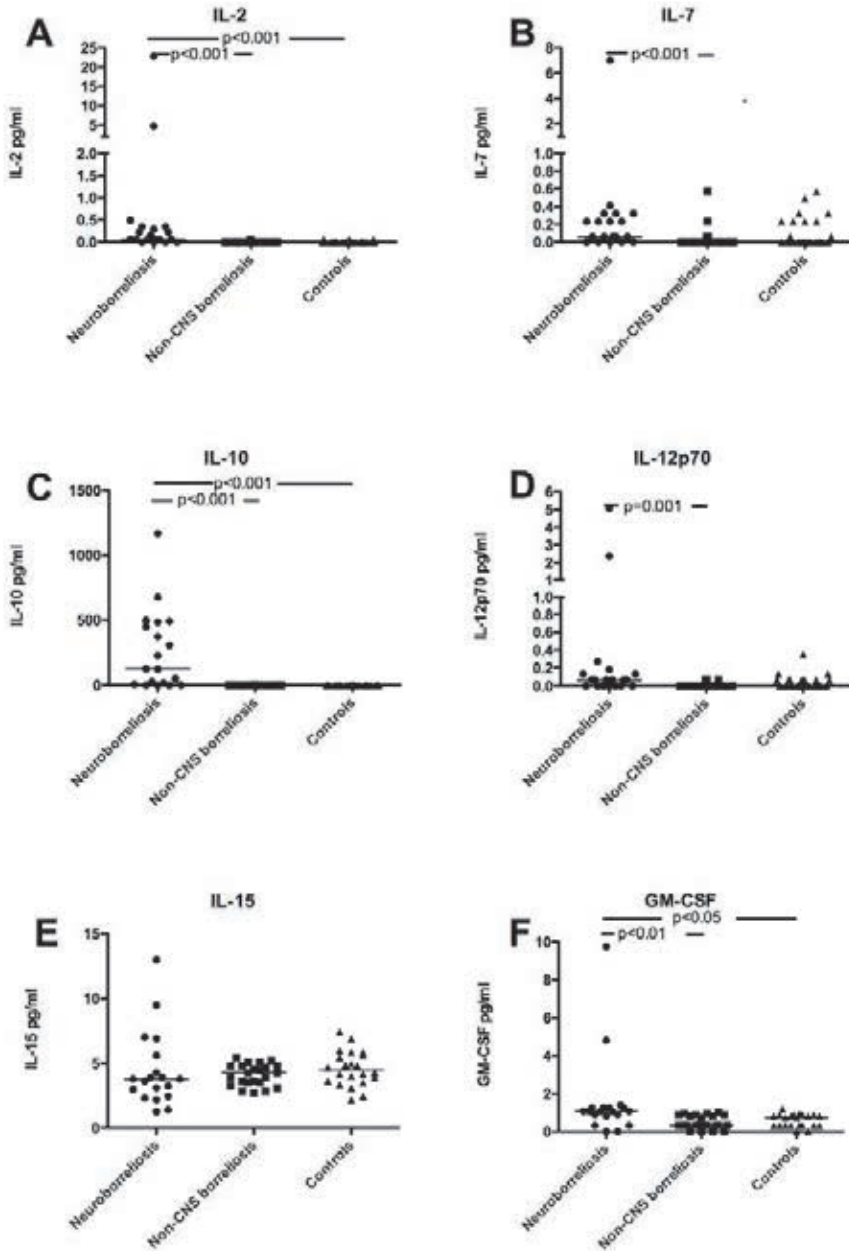 A
IL-2
p<0.001
p<0.001
25
20
15
10
5
2.0
1.5
1.0
0.5
0.0
IL-2 pg/ml
Neuroborreliosis
Non-CNS borreliosis
Controls
B
IL-7
p<0.001
8
6
4
2
1.0
0.8
0.6
0.4
0.2
0.0
IL-7 pg/ml
Neuroborreliosis
Non-CNS borreliosis
Controls
C
IL-10
p<0.001
p<0.001
1500
1000
500
0
IL-10 pg/ml
Neuroborreliosis
Non-CNS borreliosis
Controls
D
IL-12p70
p=0.001
6
5
4
3
2
1
1.0
0.8
0.6
0.4
0.2
0.0
IL-12p70 pg/ml
Neuroborreliosis
Non-CNS borreliosis
Controls
E
IL-15
15
10
5
0
IL-15 pg/ml
Neuroborreliosis
Non-CNS borreliosis
Controls
F
GM-CSF
p<0.05
p<0.01
10
8
6
4
2
0
GM-CSF pg/ml
Neuroborreliosis
Non-CNS borreliosis
Controls